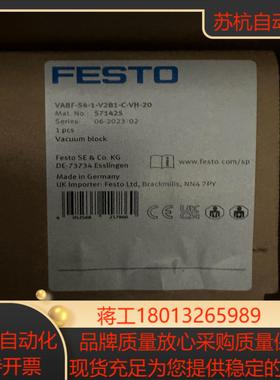 苏杭自动化
FESTO
VABF-S4-1-V2B1-C-VH-20
Mat. No.: 571425
Series: 06-2023-02
1 pcs
Vacuum block
Festo SE & Co. KG
DE-73734 Esslingen
www.festo.com/sp
Made in Germany
UK Importer: Festo Ltd, Brackmills, NN4 7PY
蒋工18013265989
自动化
开票
品牌质量放心采购质量保
现货充足为您提供稳定的